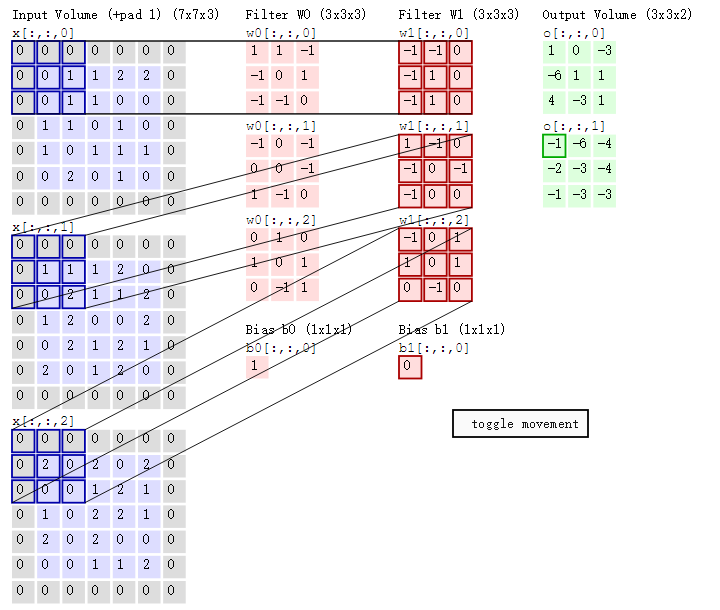 Input Volume (+pad 1) (7x7x3)
x[:,:,0]
0 0 0 0 0 0 0
0 0 1 1 2 2 0
0 0 1 1 0 0 0
0 1 1 0 1 0 0
0 1 0 1 1 1 0
0 0 2 0 1 0 0
0 0 0 0 0 0 0
x[:,:,1]
0 0 0 0 0 0 0
0 1 1 1 2 0 0
0 0 2 1 1 2 0
0 1 2 0 0 2 0
0 2 0 2 2 1 0
0 2 0 1 2 0 0
0 0 0 0 0 0 0
x[:,:,2]
0 0 0 0 0 0 0
0 2 0 2 0 2 0
0 0 0 1 2 1 0
0 1 0 2 2 1 0
0 2 0 2 0 0 0
0 0 0 1 1 2 0
0 0 0 0 0 0 0
Filter W0 (3x3x3)
w0[:,:,0]
1 1 -1
-1 0 1
-1 -1 0
w0[:,:,1]
-1 0 -1
0 0 -1
1 -1 0
w0[:,:,2]
0 1 0
1 0 1
0 -1 1
Bias b0 (1x1x1)
b0[:,:,0]
1
Filter W1 (3x3x3)
w1[:,:,0]
-1 -1 0
-1 1 0
-1 1 0
w1[:,:,1]
1 -1 0
-1 0 -1
-1 0 0
w1[:,:,2]
-1 0 1
1 0 1
0 -1 0
Bias b1 (1x1x1)
b1[:,:,0]
0
Output Volume (3x3x2)
o[:,:,0]
1 0 -3
-6 1 1
4 -3 1
o[:,:,1]
-1 -6 -4
-2 -3 -4
-1 -3 -3
toggle movement